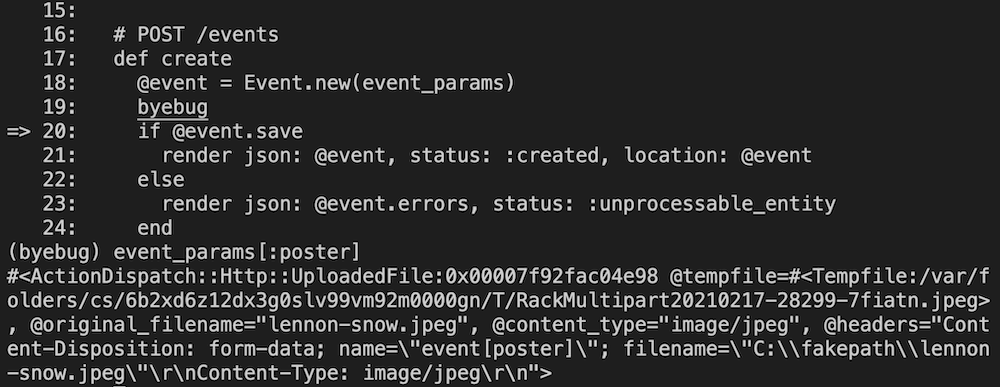 15:
16:   # POST /events
17:   def create
18:     @event = Event.new(event_params)
19:     byebug
=> 20:     if @event.save
21:       render json: @event, status: :created, location: @event
22:     else
23:       render json: @event.errors, status: :unprocessable_entity
24:     end
(byebug) event_params[:poster]
#<ActionDispatch::Http::UploadedFile:0x00007f92fac04e98 @tempfile=#<Tempfile:/var/f
olders/cs/6b2xd6z12dx3g0slv99vm92m0000gn/T/RackMultipart20210217-28299-7fiatn.jpeg>
, @original_filename="lennon-snow.jpeg", @content_type="image/jpeg", @headers="Cont
ent-Disposition: form-data; name=\"event[poster]\"; filename=\"C:\\fakepath\\lennon
-snow.jpeg\"\r\nContent-Type: image/jpeg\r\n">